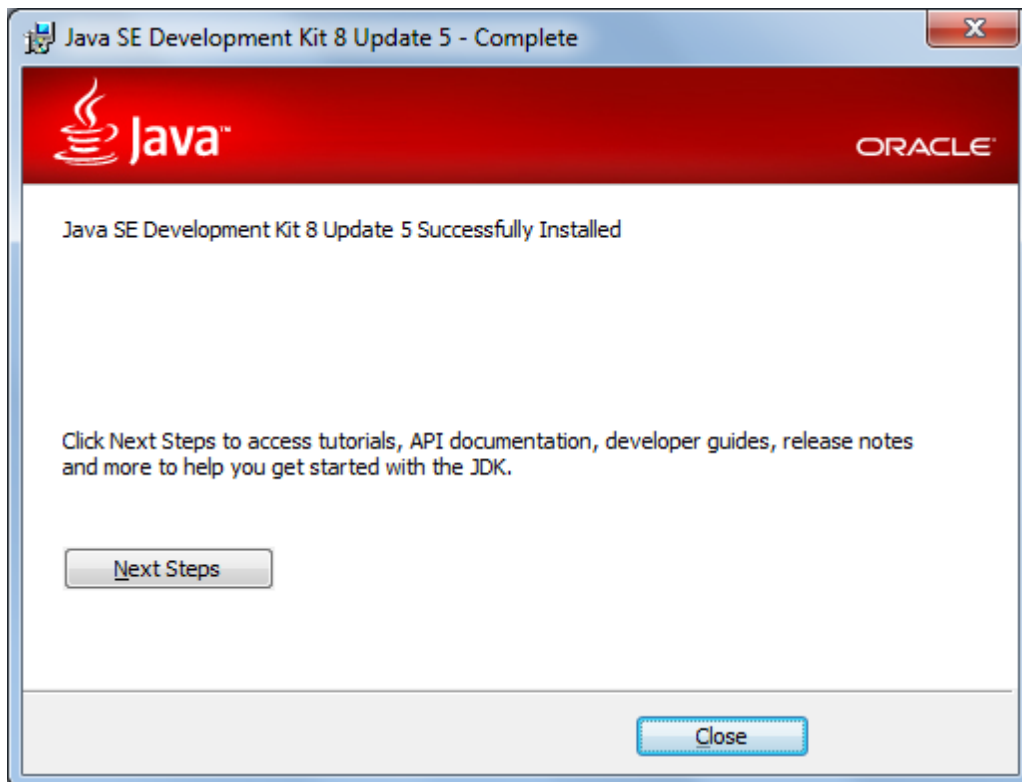 Java SE Development Kit 8 Update 5 - Complete
Java™
ORACLE
Java SE Development Kit 8 Update 5 Successfully Installed
Click Next Steps to access tutorials, API documentation, developer guides, release notes
and more to help you get started with the JDK.
Next Steps
Close